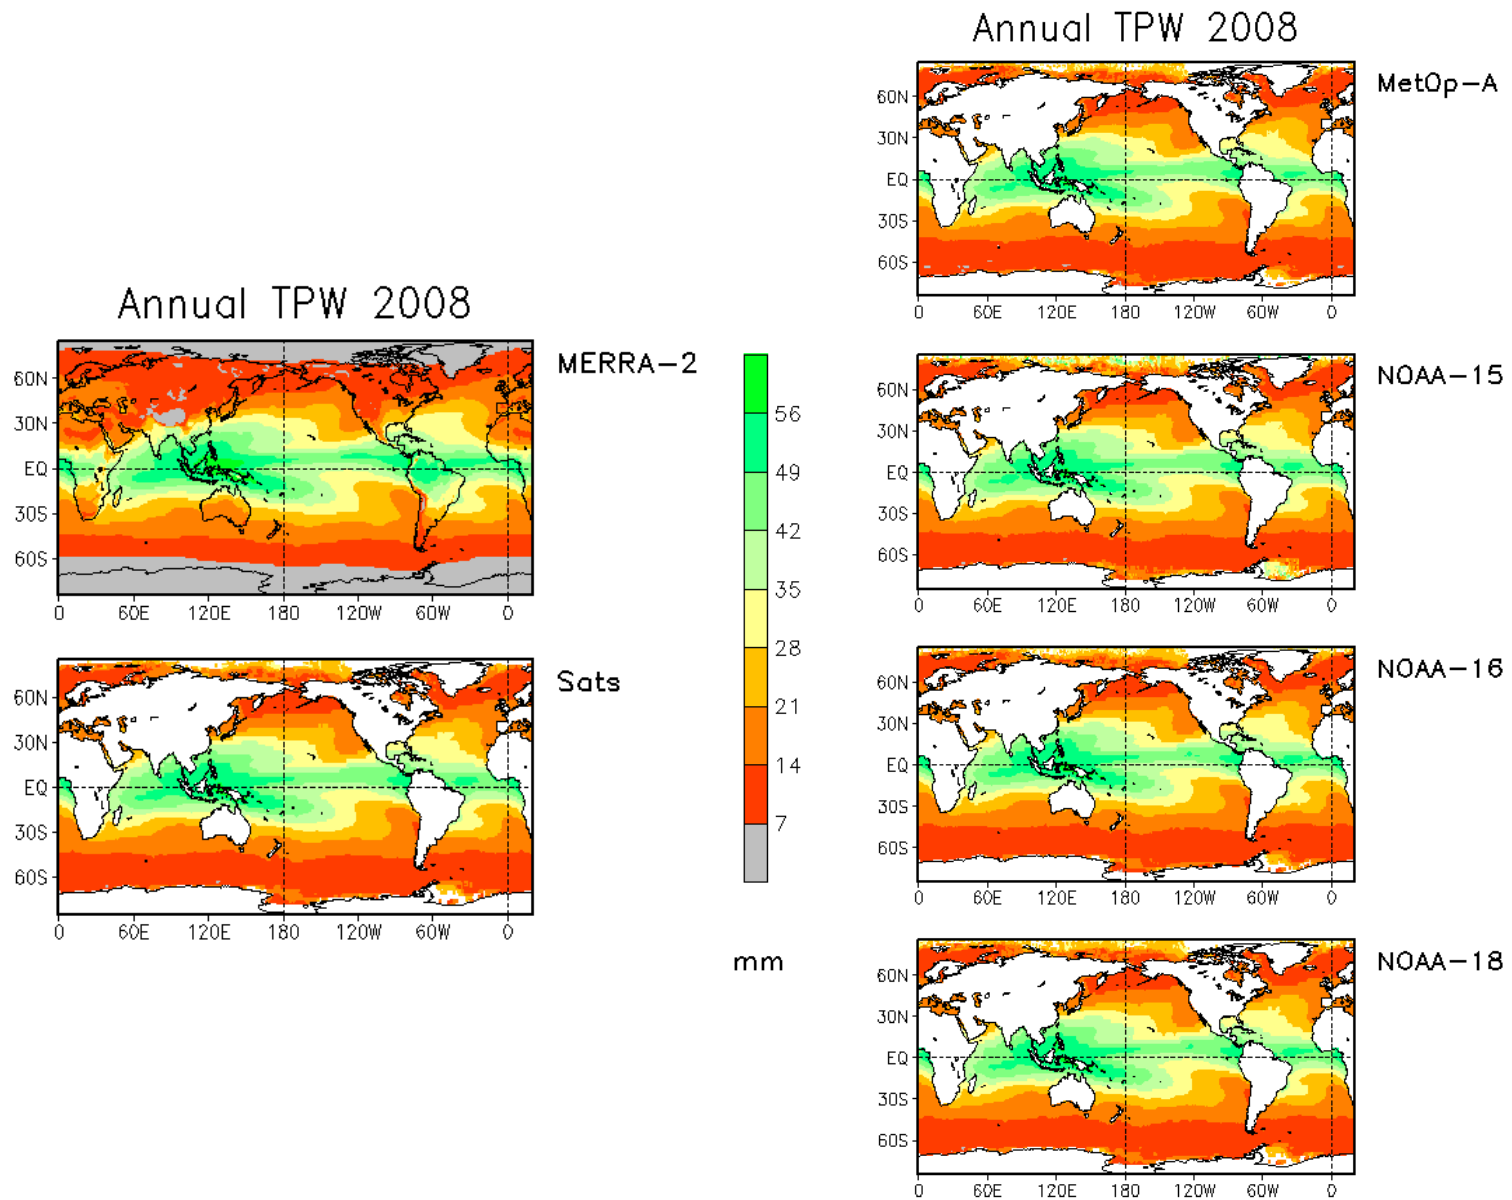 Annual TPW 2008
MetOp-A
60N
30N
EQ
30S
60S
0 60E 120E 180 120W 60W 0
Annual TPW 2008
MERRA-2
60N
30N
EQ
30S
60S
0 60E 120E 180 120W 60W 0
Sats
60N
30N
EQ
30S
60S
0 60E 120E 180 120W 60W 0
56
49
42
35
28
21
14
7
mm
NOAA-15
60N
30N
EQ
30S
60S
0 60E 120E 180 120W 60W 0
NOAA-16
60N
30N
EQ
30S
60S
0 60E 120E 180 120W 60W 0
NOAA-18
60N
30N
EQ
30S
60S
0 60E 120E 180 120W 60W 0